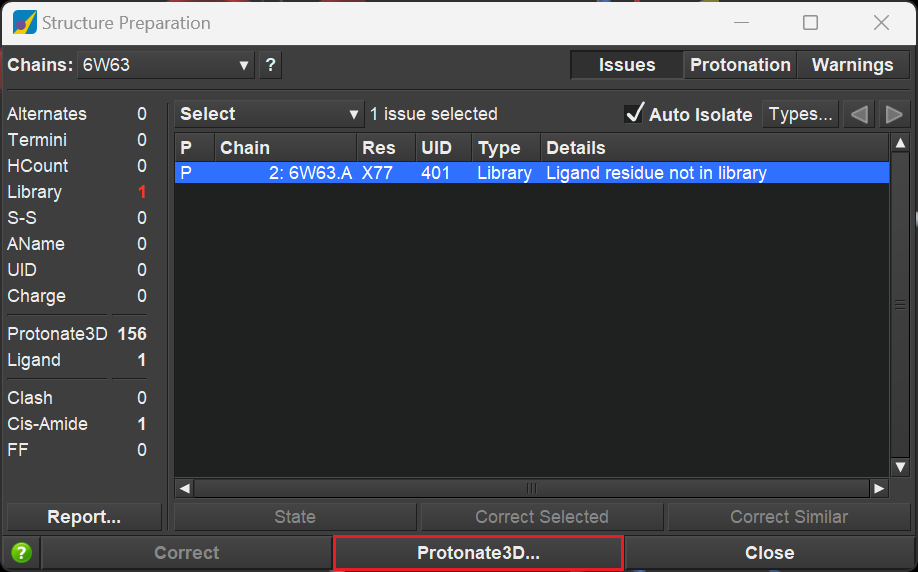 Structure Preparation
Chains: 6W63 ?
Issues Protonation Warnings
Select 1 issue selected Auto Isolate Types...
Alternates 0
Termini 0
HCount 0
Library 1
S-S 0
AName 0
UID 0
Charge 0
Protonate3D 156
Ligand 1
Clash 0
Cis-Amide 1
FF 0
P Chain Res UID Type Details
P 2: 6W63.A X77 401 Library Ligand residue not in library
Report... State Correct Selected Correct Similar
? Correct Protonate3D... Close